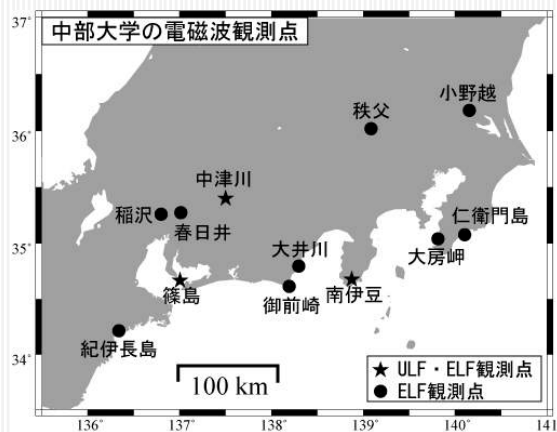 中部大学の電磁波観測点
37°
36°
35°
34°
小野越
秩父
中津川
稲沢
春日井
仁衛門島
大井川
大房岬
篠島
御前崎
南伊豆
紀伊長島
100 km
★ ULF・ELF観測点
● ELF観測点
136°
137°
138°
139°
140°
141